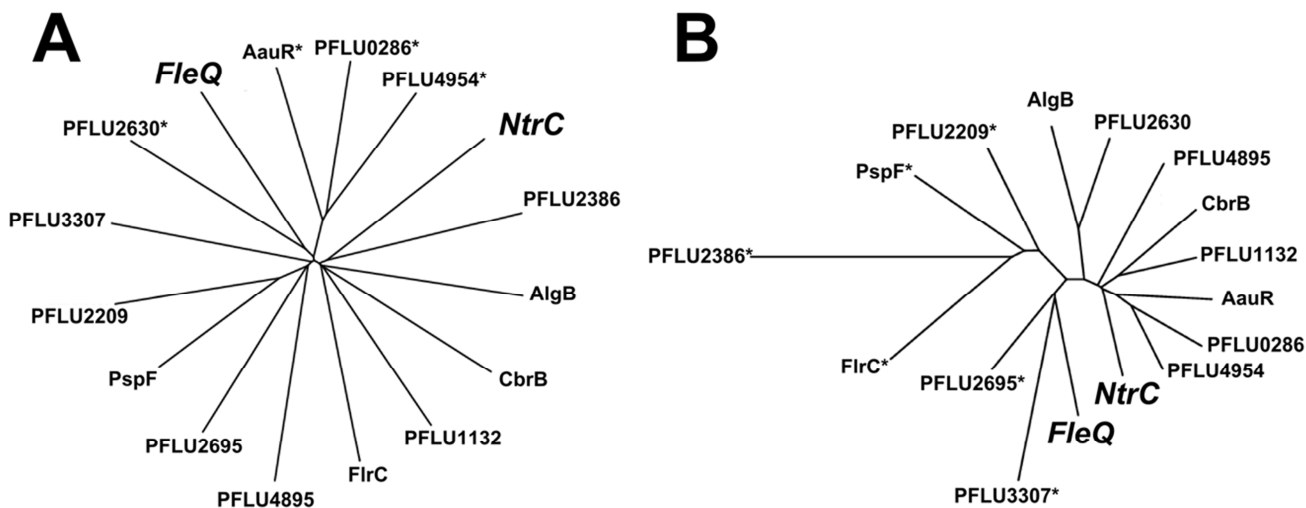 A
AauR*
PFLU0286*
FleQ
PFLU4954*
PFLU2630*
NtrC
PFLU2386
PFLU3307
AlgB
PFLU2209
PspF
CbrB
PFLU2695
PFLU1132
FlrC
PFLU4895
B
AlgB
PFLU2209*
PFLU2630
PspF*
PFLU4895
CbrB
PFLU2386*
PFLU1132
AauR
PFLU0286
FlrC*
PFLU4954
PFLU2695*
NtrC
FleQ
PFLU3307*